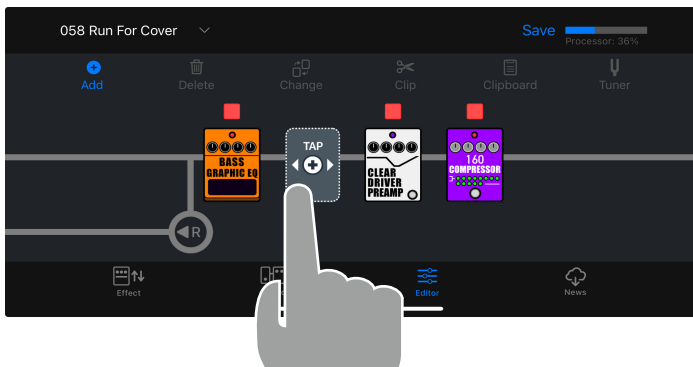 058 Run For Cover
Save
Processor: 36%
Add
Delete
Change
Clip
Clipboard
Tuner
TAP
BASS
GRAPHIC EQ
CLEAR
DRIVER
PREAMP
160
COMPRESSOR
R
Effect
Editor
News